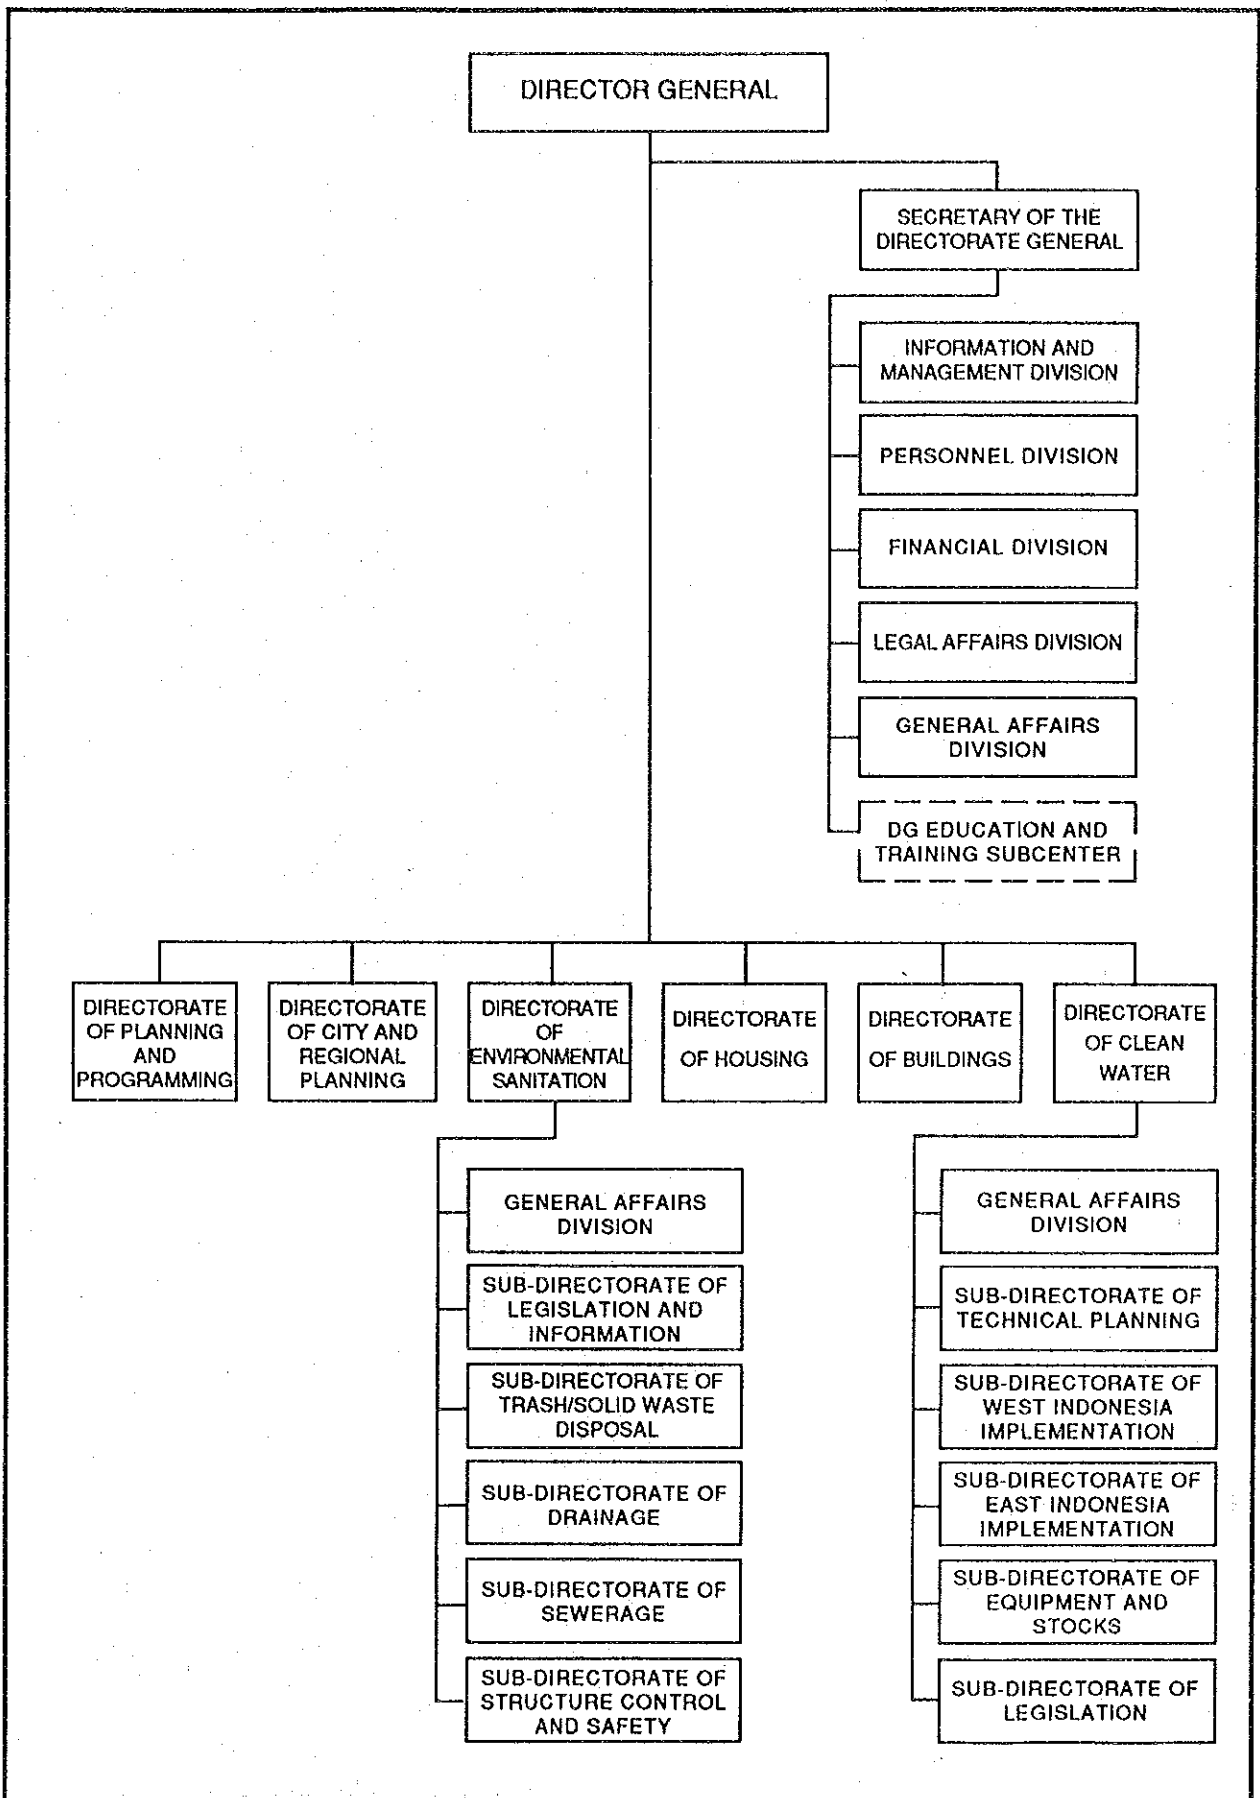 DIRECTOR GENERAL
SECRETARY OF THE
DIRECTORATE GENERAL
INFORMATION AND
MANAGEMENT DIVISION
PERSONNEL DIVISION
FINANCIAL DIVISION
LEGAL AFFAIRS DIVISION
GENERAL AFFAIRS
DIVISION
DG EDUCATION AND
TRAINING SUBCENTER
DIRECTORATE
OF PLANNING
AND
PROGRAMMING
DIRECTORATE
OF CITY AND
REGIONAL
PLANNING
DIRECTORATE
OF
ENVIRONMENTAL
SANITATION
DIRECTORATE
OF HOUSING
DIRECTORATE
OF BUILDINGS
DIRECTORATE
OF CLEAN
WATER
GENERAL AFFAIRS
DIVISION
SUB-DIRECTORATE OF
LEGISLATION AND
INFORMATION
SUB-DIRECTORATE OF
TRASH/SOLID WASTE
DISPOSAL
SUB-DIRECTORATE OF
DRAINAGE
SUB-DIRECTORATE OF
SEWERAGE
SUB-DIRECTORATE OF
STRUCTURE CONTROL
AND SAFETY
GENERAL AFFAIRS
DIVISION
SUB-DIRECTORATE OF
TECHNICAL PLANNING
SUB-DIRECTORATE OF
WEST INDONESIA
IMPLEMENTATION
SUB-DIRECTORATE OF
EAST INDONESIA
IMPLEMENTATION
SUB-DIRECTORATE OF
EQUIPMENT AND
STOCKS
SUB-DIRECTORATE OF
LEGISLATION